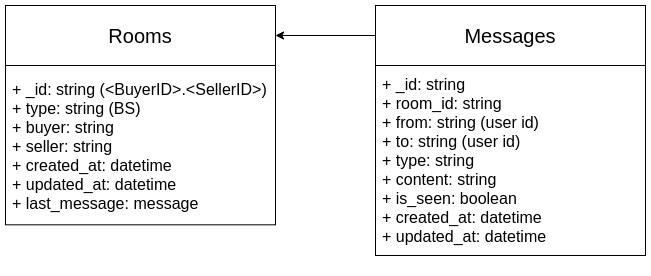 Rooms
+ _id: string (<BuyerID>.<SellerID>)
+ type: string (BS)
+ buyer: string
+ seller: string
+ created_at: datetime
+ updated_at: datetime
+ last_message: message
Messages
+ _id: string
+ room_id: string
+ from: string (user id)
+ to: string (user id)
+ type: string
+ content: string
+ is_seen: boolean
+ created_at: datetime
+ updated_at: datetime